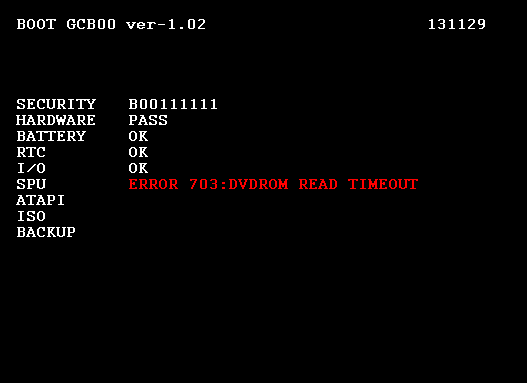 BOOT GCB00 ver-1.02 131129
SECURITY B00111111
HARDWARE PASS
BATTERY OK
RTC OK
I/O OK
SPU ERROR 703:DVDROM READ TIMEOUT
ATAPI
ISO
BACKUP